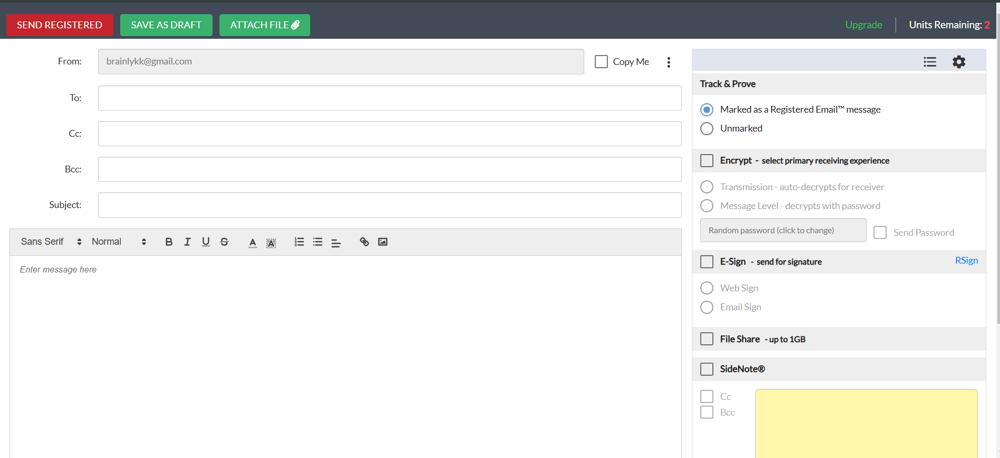 SEND REGISTERED SAVE AS DRAFT ATTACH FILE Upgrade Units Remaining: 2
From: brainlykk@gmail.com Copy Me
To:
Cc:
Bcc:
Subject:
Sans Serif Normal B I U S A A
Enter message here
Track & Prove
Marked as a Registered Email™ message
Unmarked
Encrypt - select primary receiving experience
Transmission - auto-decrypts for receiver
Message Level - decrypts with password
Random password (click to change) Send Password
E-Sign - send for signature RSign
Web Sign
Email Sign
File Share - up to 1GB
SideNote®
Cc
Bcc